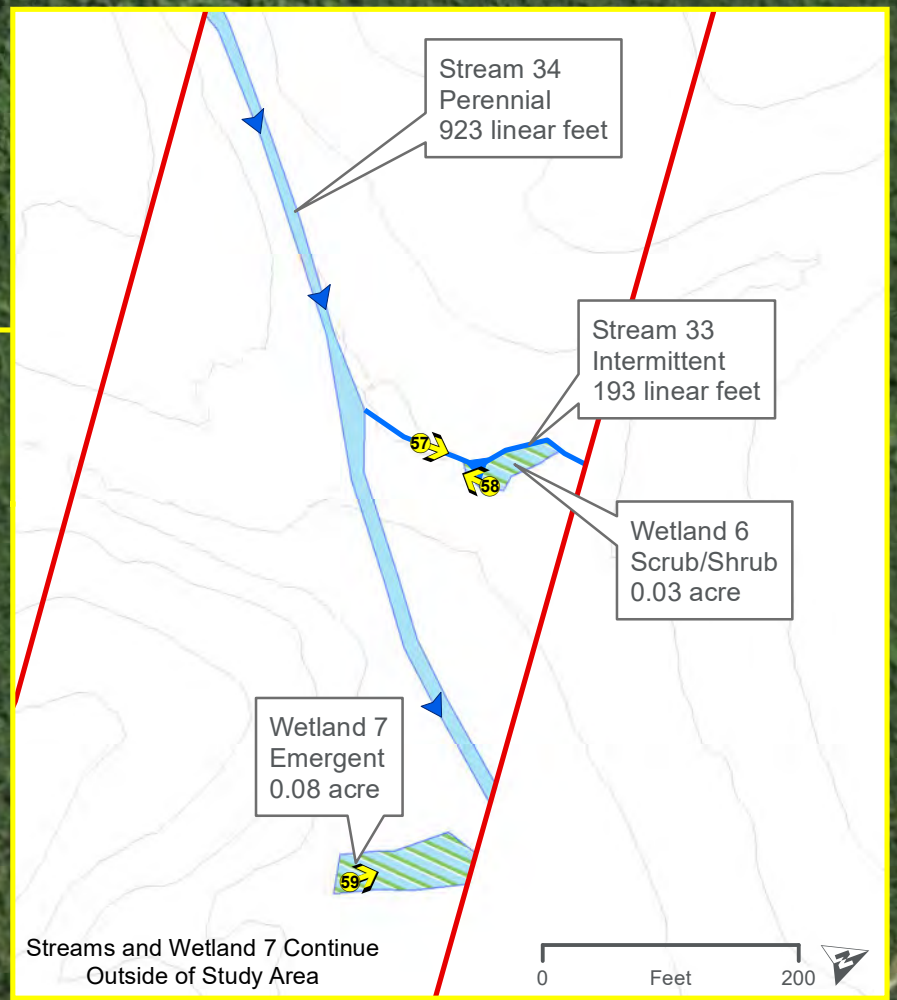 Stream 34
Perennial
923 linear feet
Stream 33
Intermittent
193 linear feet
57
58
Wetland 6
Scrub/Shrub
0.03 acre
Wetland 7
Emergent
0.08 acre
59
Streams and Wetland 7 Continue
Outside of Study Area
0 Feet 200
N